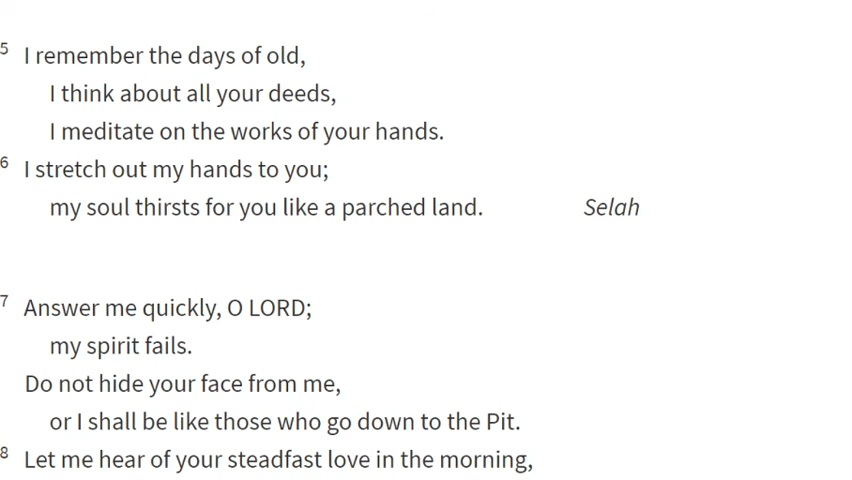 5 I remember the days of old,
I think about all your deeds,
I meditate on the works of your hands.
6 I stretch out my hands to you;
my soul thirsts for you like a parched land. Selah
7 Answer me quickly, O LORD;
my spirit fails.
Do not hide your face from me,
or I shall be like those who go down to the Pit.
8 Let me hear of your steadfast love in the morning,